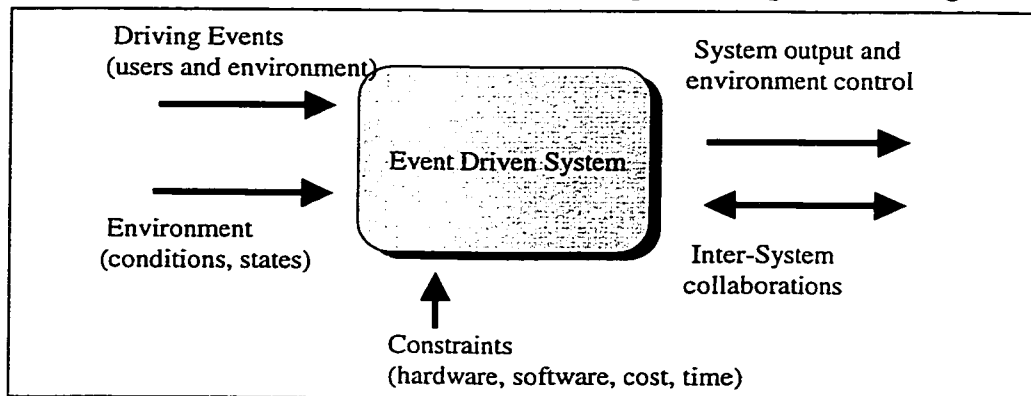 Driving Events
(users and environment)
System output and
environment control
Event Driven System
Environment
(conditions, states)
Inter-System
collaborations
Constraints
(hardware, software, cost, time)